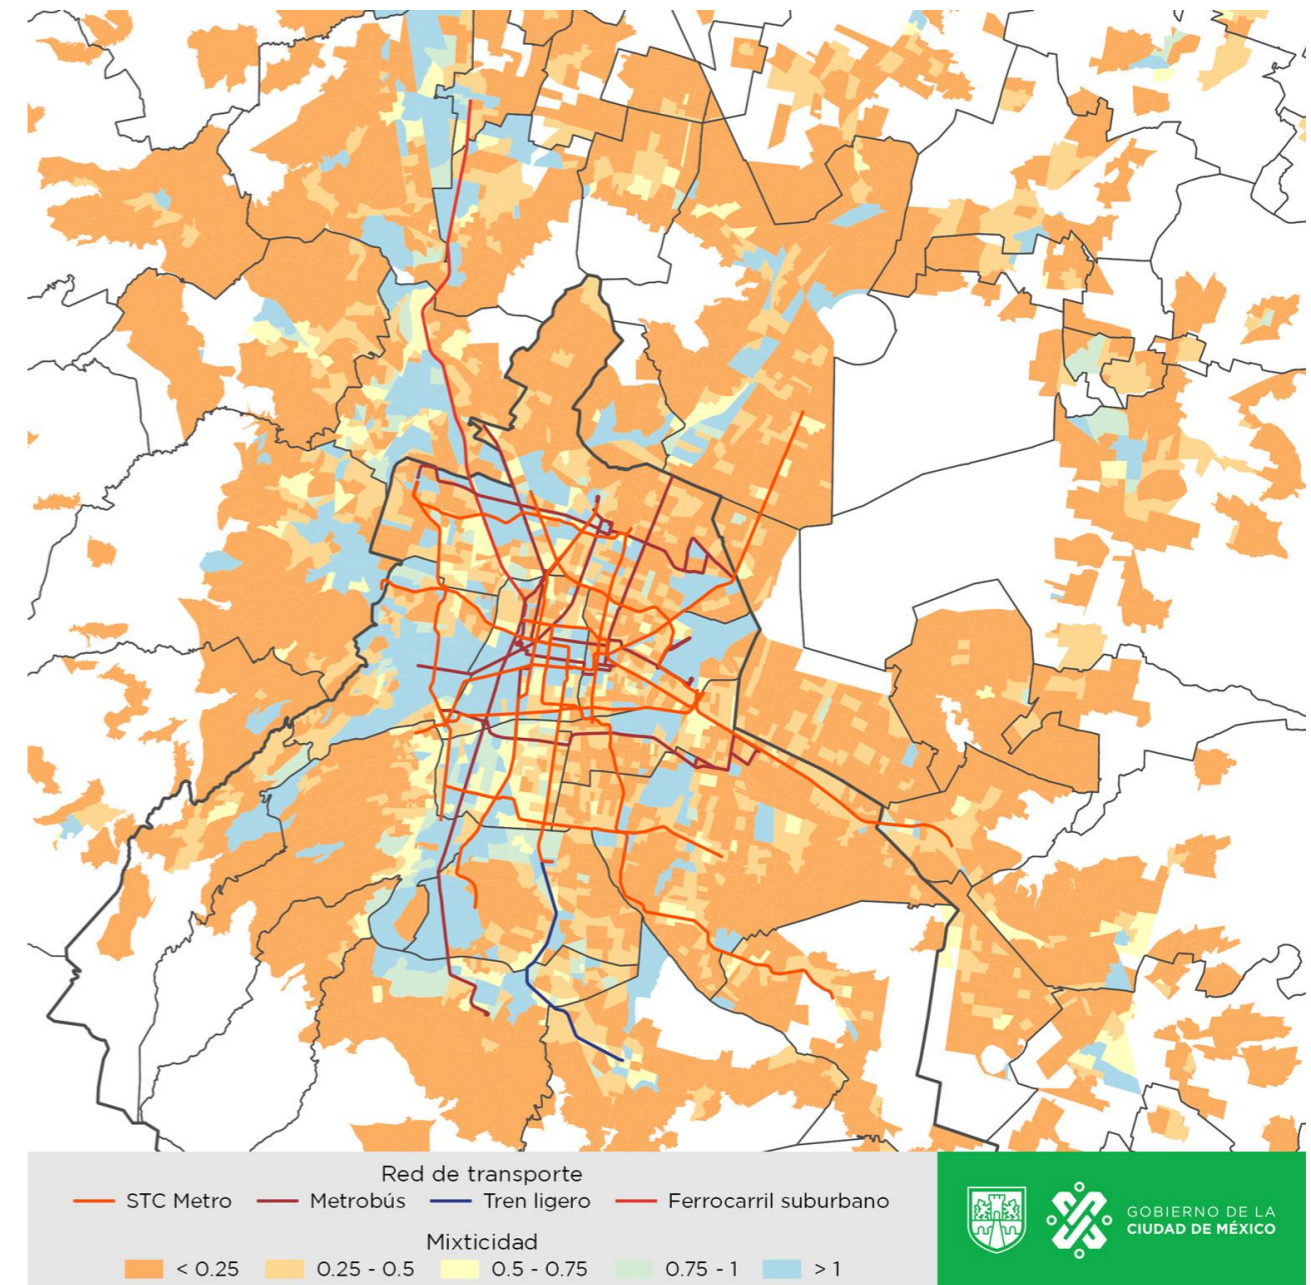 Red de transporte
STC Metro Metrobús Tren ligero Ferrocarril suburbano
Mixticidad
< 0.25 0.25 - 0.5 0.5 - 0.75 0.75 - 1 > 1
GOBIERNO DE LA
CIUDAD DE MÉXICO